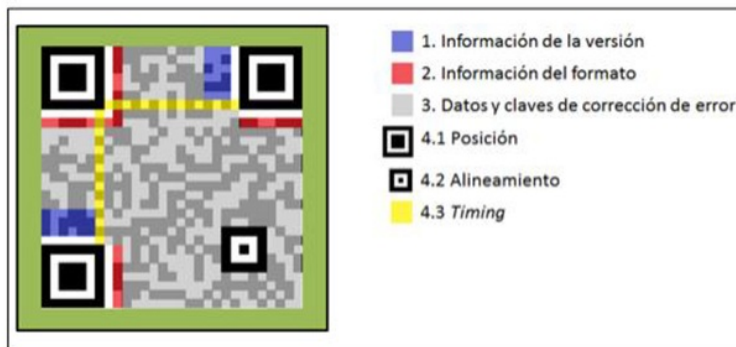 1. Información de la versión
2. Información del formato
3. Datos y claves de corrección de error
4.1 Posición
4.2 Alineamiento
4.3 Timing